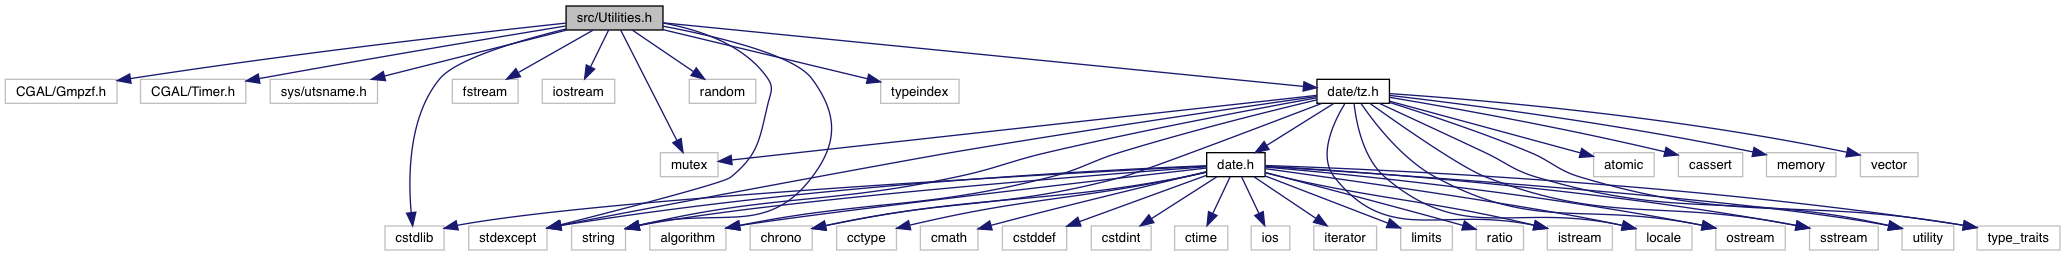 src/Utilities.h
CGAL/Gmpzf.h
CGAL/Timer.h
sys/utsname.h
fstream
iostream
random
typeindex
date/tz.h
mutex
date.h
atomic
cassert
memory
vector
cstdlib
stdexcept
string
algorithm
chrono
cctype
cmath
cstddef
cstdint
ctime
ios
iterator
limits
ratio
istream
locale
ostream
sstream
utility
type_traits